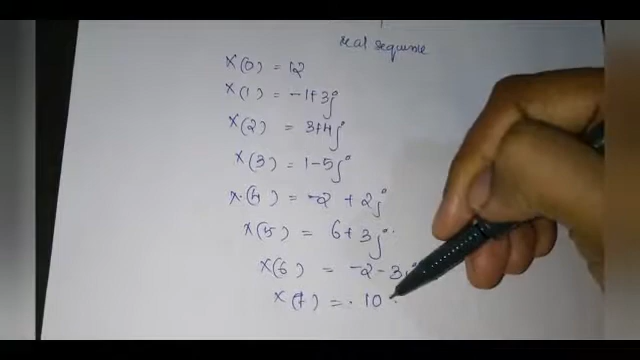 real sequence
X(0) = 12
X(1) = -1+3j
X(2) = 3+4j
X(3) = 1-5j
X(4) = -2 + 2j
X(5) = 6+3j
X(6) = -2-3j
X(7) = 10